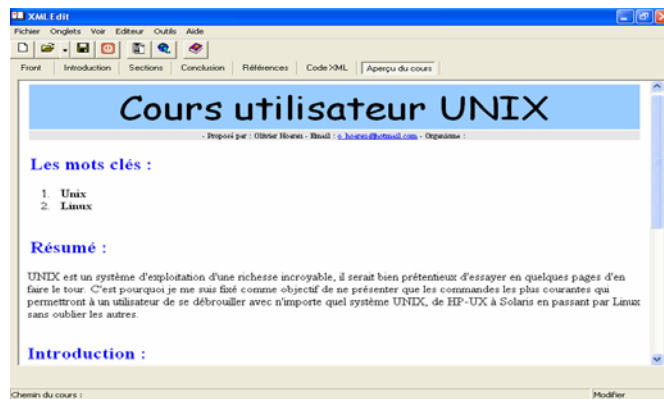 XMLEdit
Fichier Onglets Voir Editeur Outils Aide
Front Introduction Sections Conclusion Références Code XML Aperçu du cours
Cours utilisateur UNIX
- Proposé par : Olivier Hoarei - Email : o_hoarei@hotmail.com - Organisme :
Les mots clés :
1. Unix
2. Linux
Résumé :
UNIX est un système d'exploitation d'une richesse incroyable, il serait bien prétentieux d'essayer en quelques pages d'en
faire le tour. C'est pourquoi je me suis fixé comme objectif de ne présenter que les commandes les plus courantes qui
permettront à un utilisateur de se débrouiller avec n'importe quel système UNIX, de HP-UX à Solaris en passant par Linux
sans oublier les autres.
Introduction :
Chemin du cours : Modifier